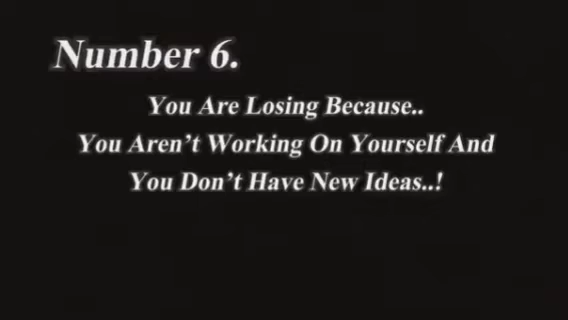 Number 6.
You Are Losing Because..
You Aren't Working On Yourself And
You Don't Have New Ideas..!